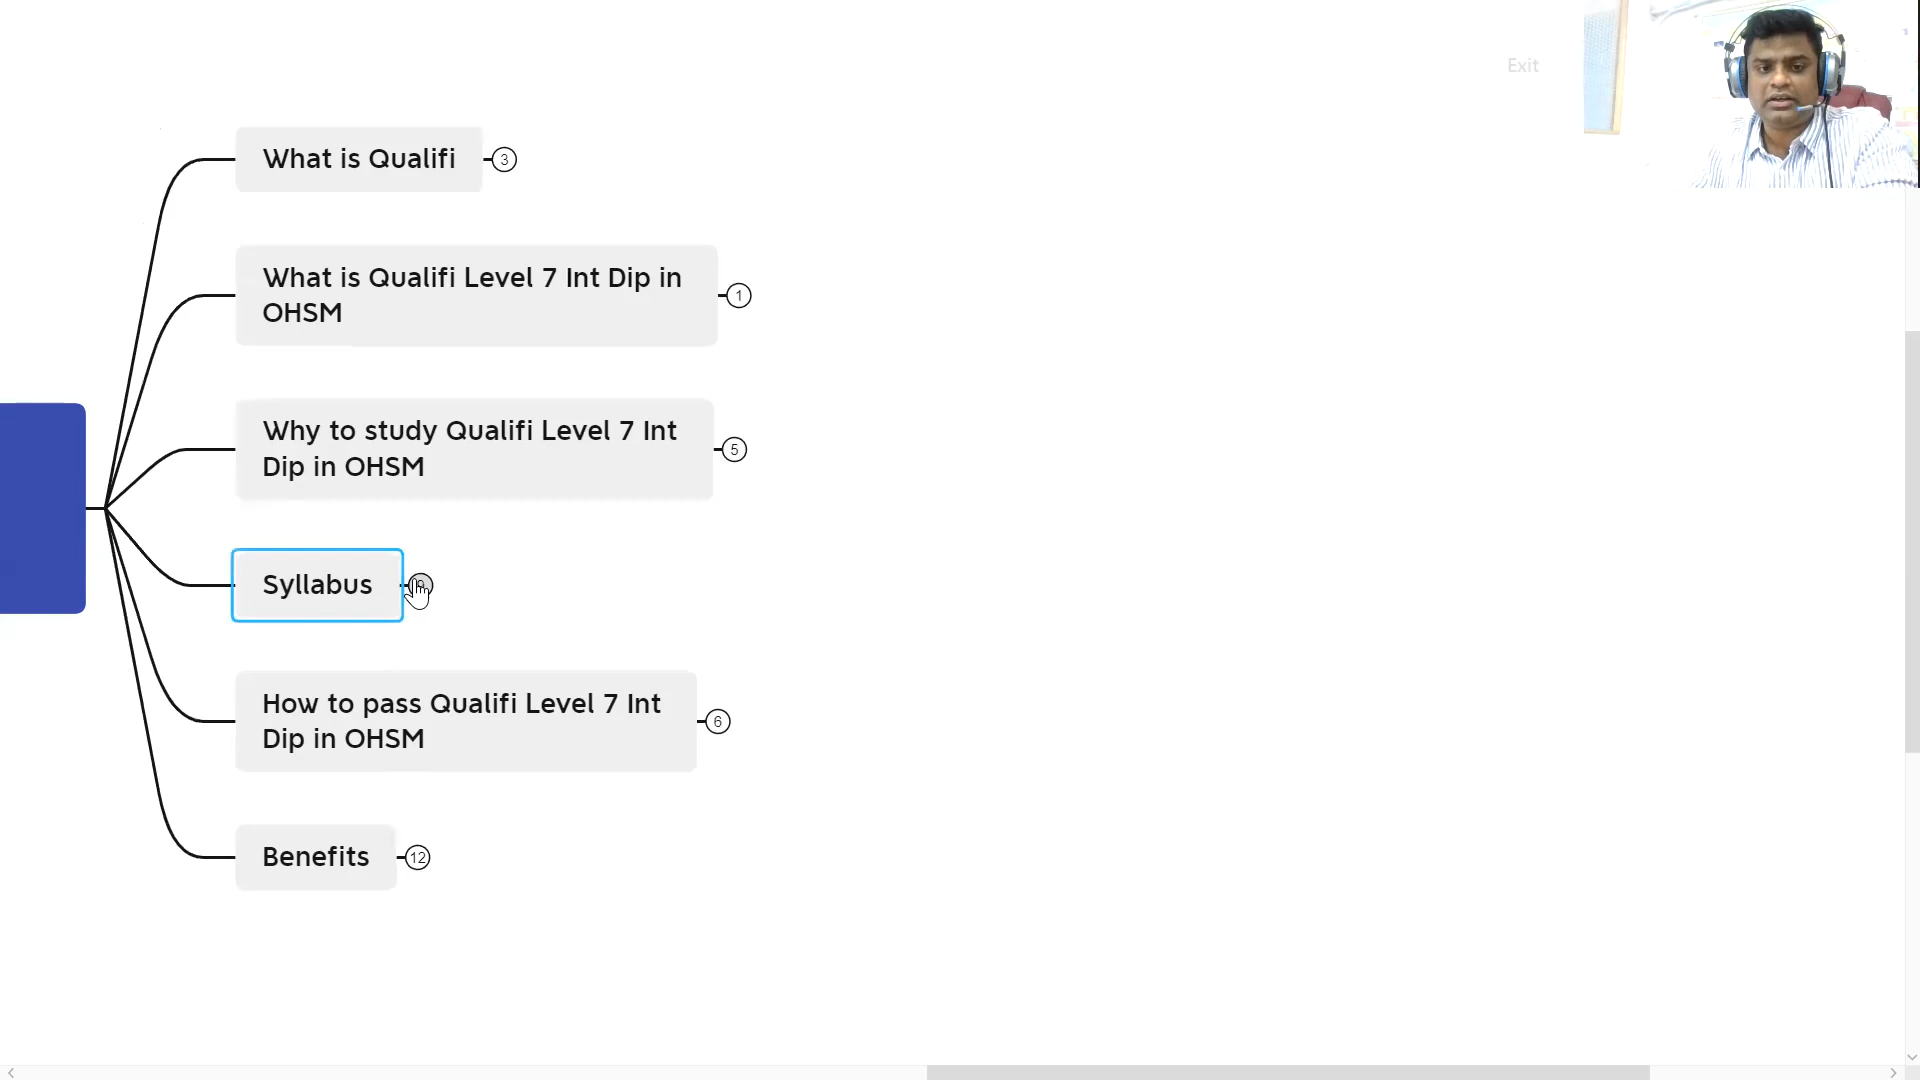 Exit
What is Qualifi
3
What is Qualifi Level 7 Int Dip in
OHSM
1
Why to study Qualifi Level 7 Int
Dip in OHSM
5
Syllabus
How to pass Qualifi Level 7 Int
Dip in OHSM
6
Benefits
12